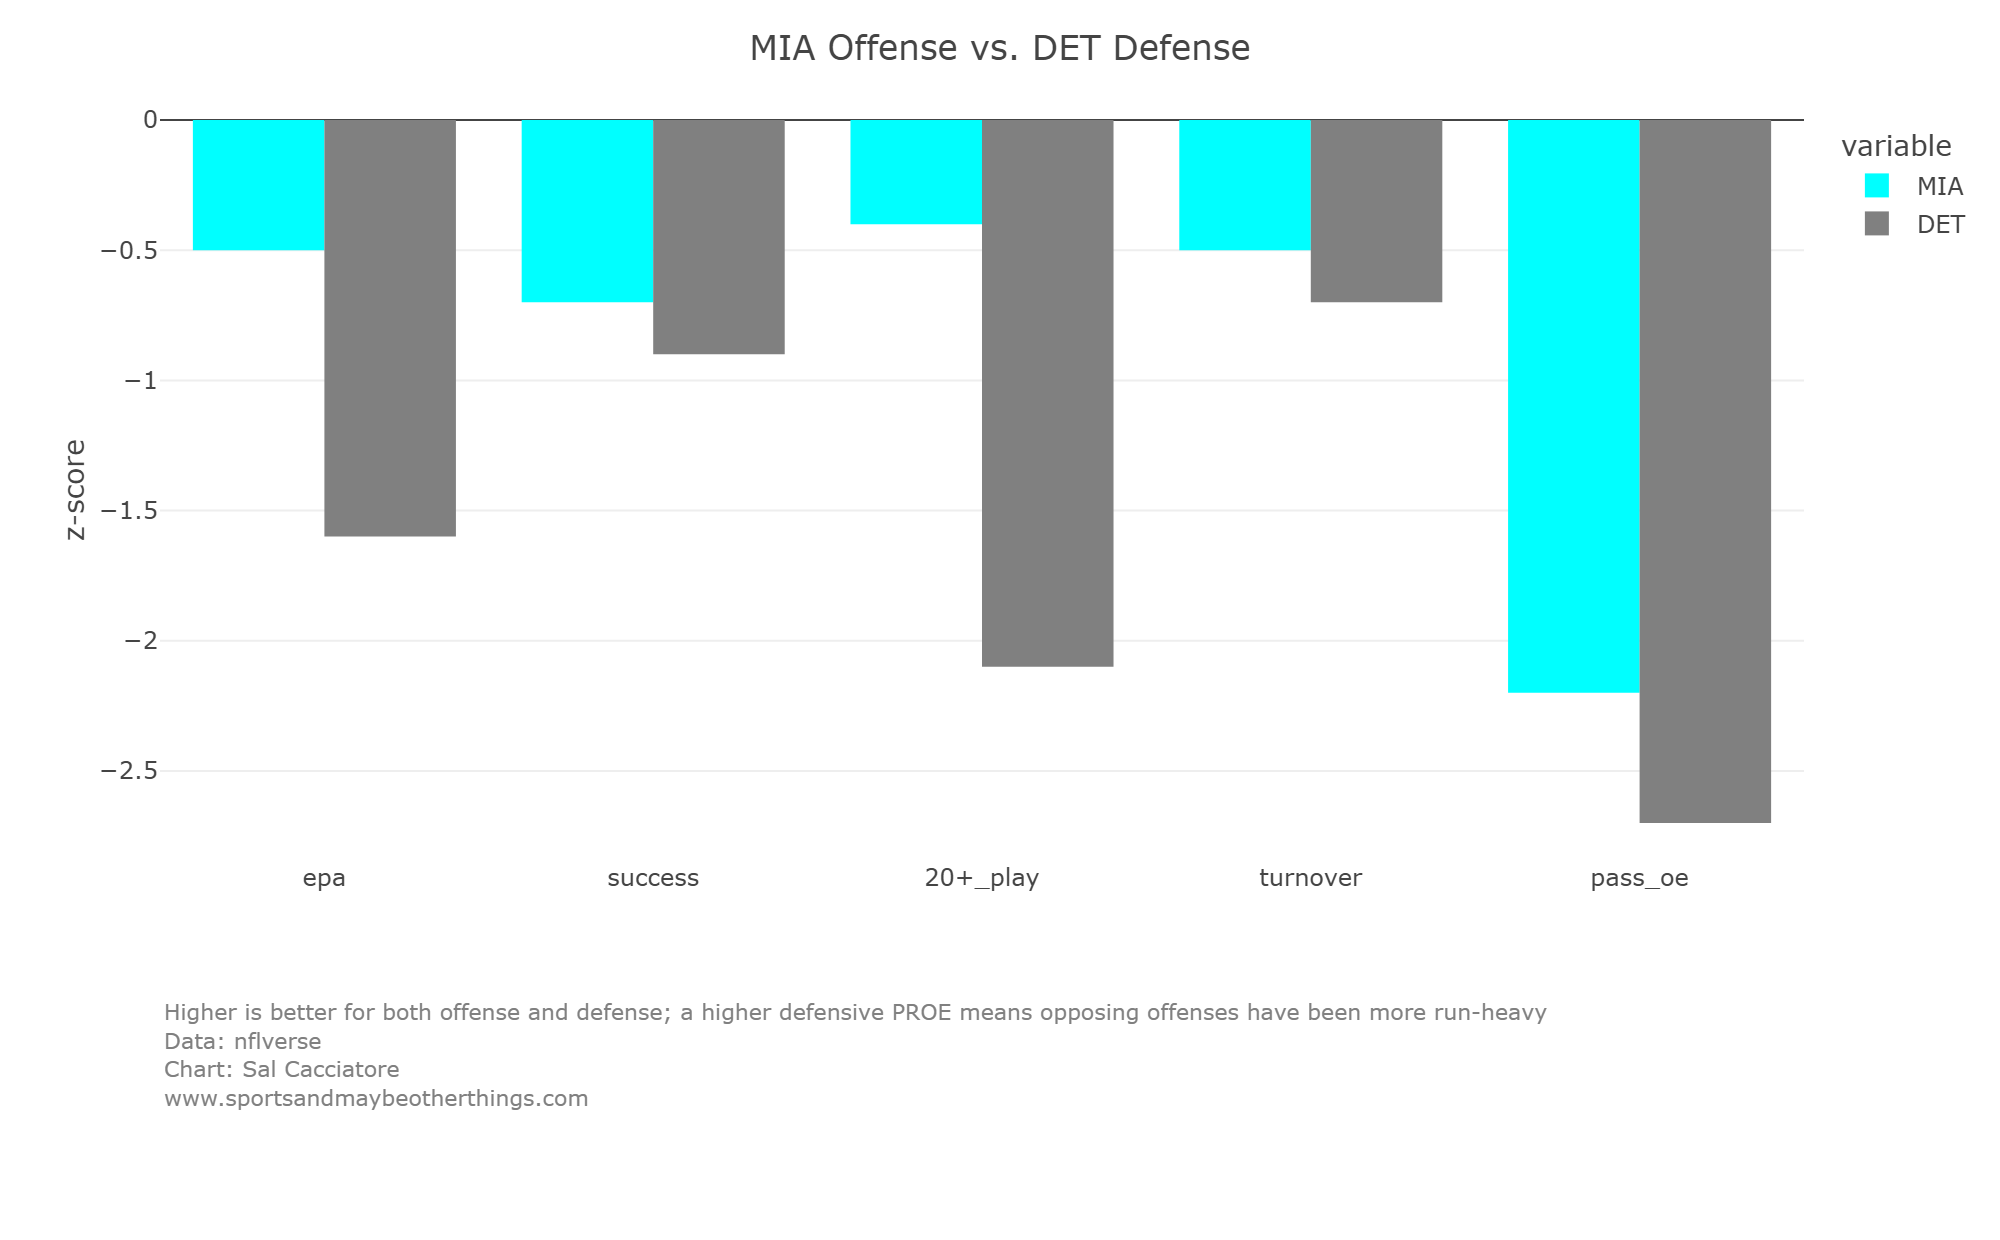 MIA Offense vs. DET Defense
0
−0.5
−1
−1.5
−2
−2.5
z-score
variable
MIA
DET
epa
success
20+_play
turnover
pass_oe
Higher is better for both offense and defense; a higher defensive PROE means opposing offenses have been more run-heavy
Data: nflverse
Chart: Sal Cacciatore
www.sportsandmaybeotherthings.com